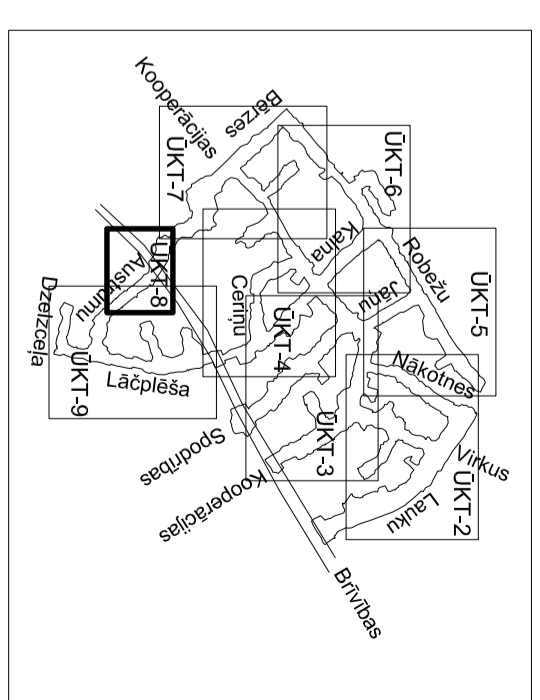 Kooperācijas
Bērzes
ŪKT-7
ŪKT-6
Kalna
Robežu
Jāņu
ŪKT-5
ŪKT-8
Austrumu
Ceriņu
ŪKT-4
Nākotnes
Dzelzceļa
ŪKT-9
Lāčplēša
Spodrības
ŪKT-3
Kooperācijas
Virkus
ŪKT-2
Lauku
Brīvības